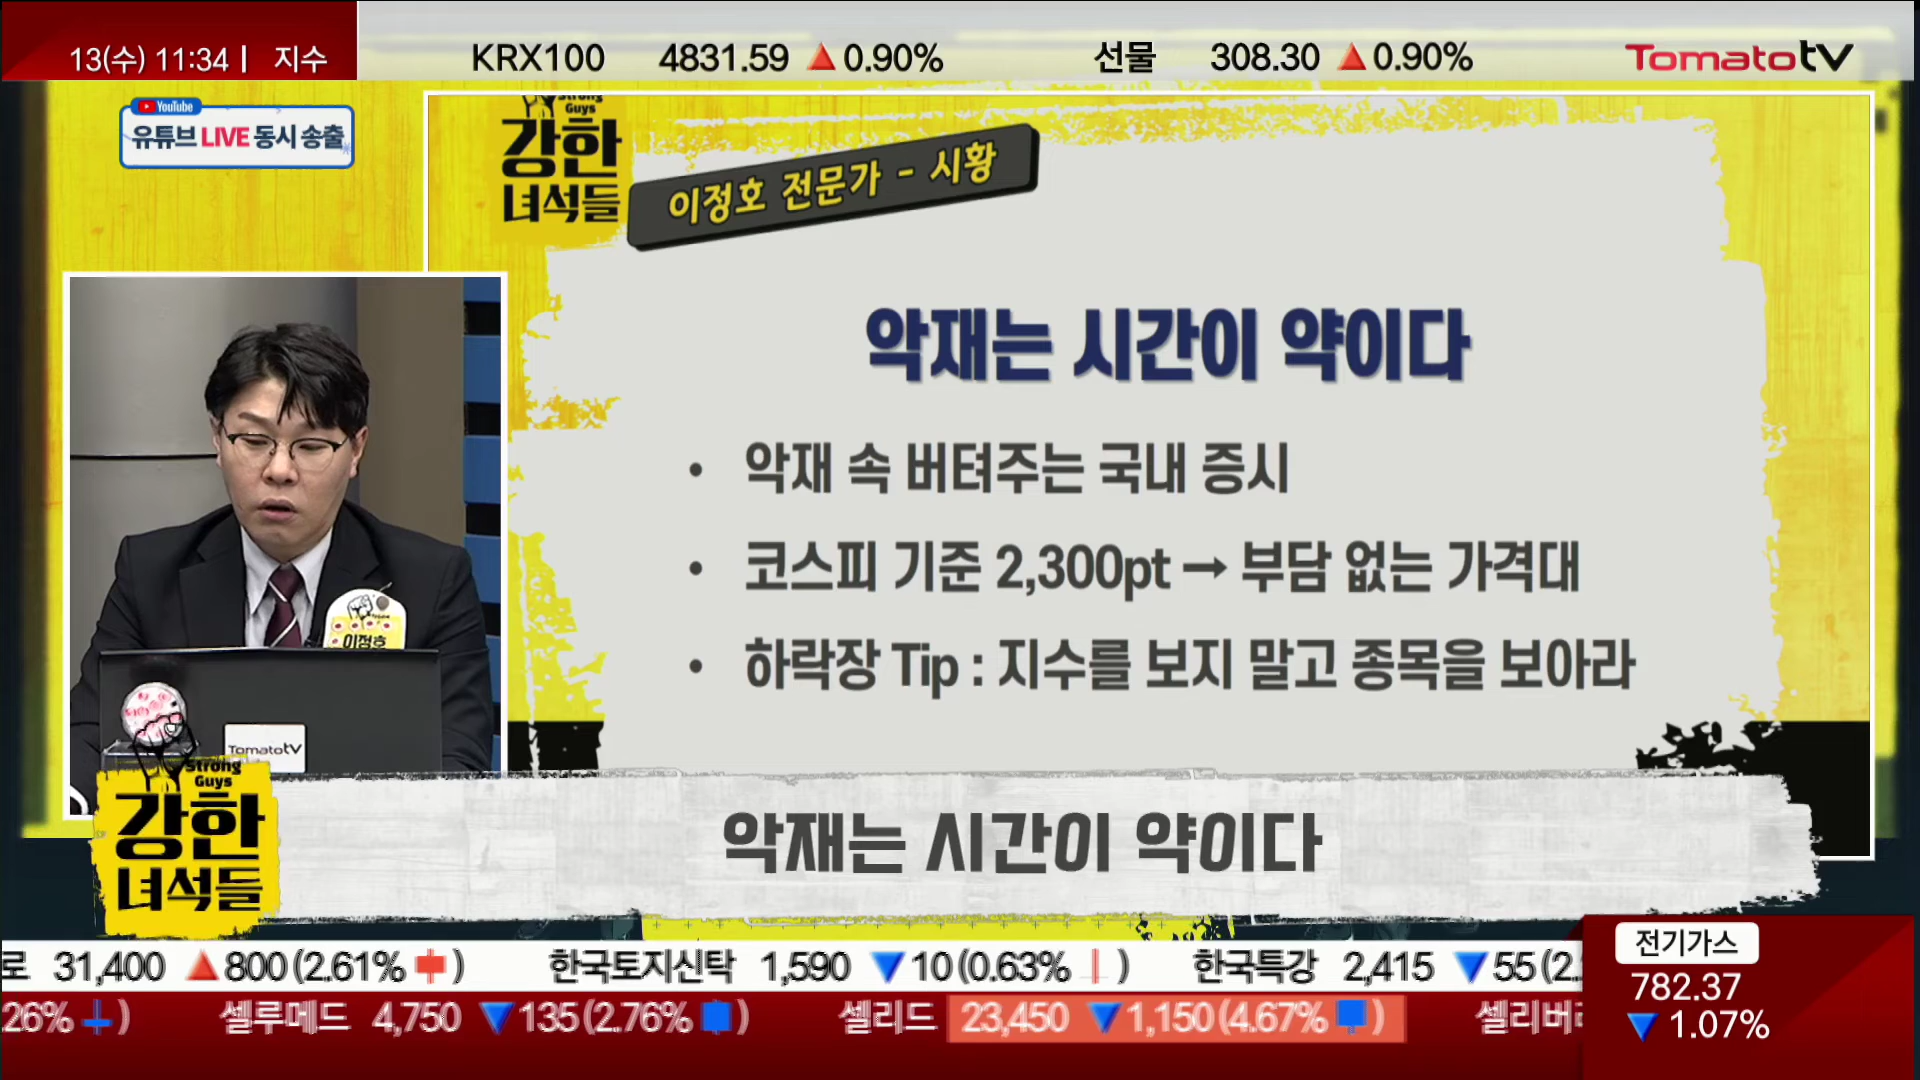 13(수) 11:34 | 지수
KRX100 4831.59 ▲ 0.90% 선물 308.30 ▲ 0.90%
Tomatotv
YouTube
유튜브 LIVE 동시 송출
Strong
Guys
강한
녀석들
이정호 전문가 - 시황
악재는 시간이 약이다
• 악재 속 버텨주는 국내 증시
• 코스피 기준 2,300pt → 부담 없는 가격대
• 하락장 Tip : 지수를 보지 말고 종목을 보아라
이정호
Tomatotv
Strong
Guys
강한
녀석들
악재는 시간이 약이다
로 31,400 ▲800(2.61% ) 한국토지신탁 1,590 ▼10(0.63% ) 한국특강 2,415 ▼55(2.
26% ) 셀루메드 4,750 ▼135(2.76% ) 셀리드 23,450 ▼1,150(4.67% ) 셀리버
전기가스
782.37
▼ 1.07%